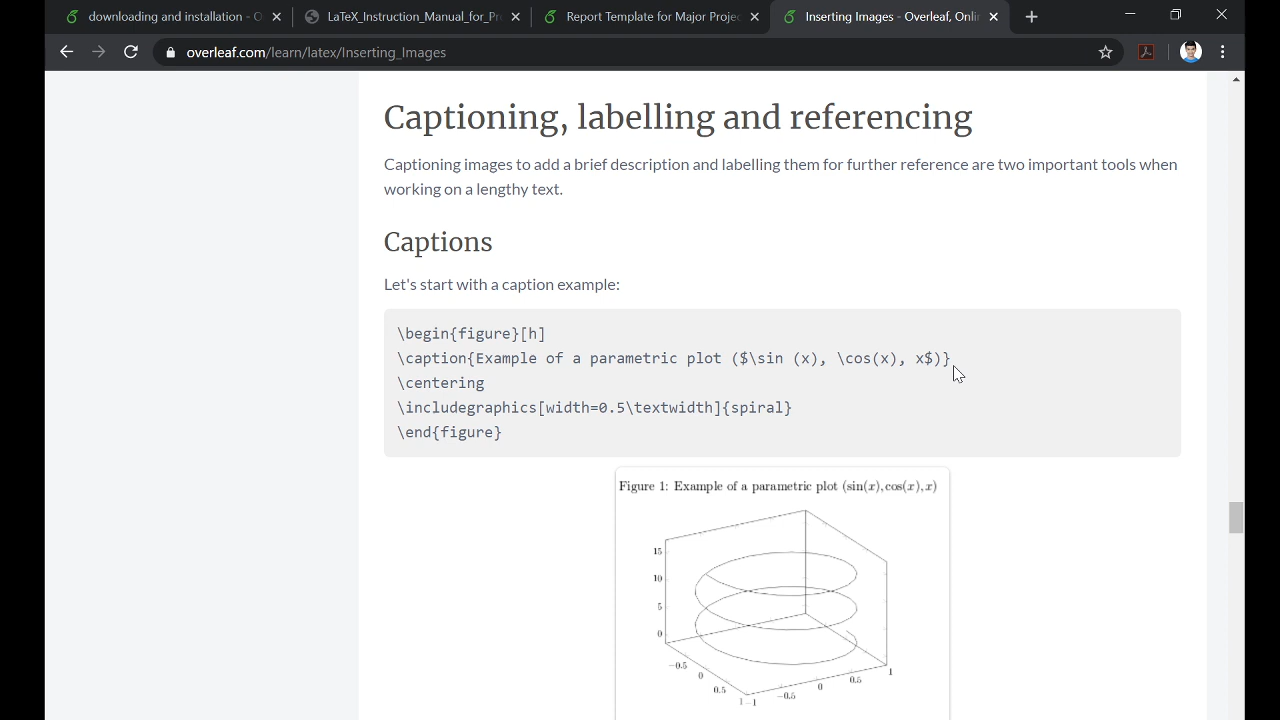 downloading and installation - O
LaTeX_Instruction_Manual_for_Pr
Report Template for Major Projec
Inserting Images - Overleaf, Onli
overleaf.com/learn/latex/Inserting_Images
Captioning, labelling and referencing
Captioning images to add a brief description and labelling them for further reference are two important tools when
working on a lengthy text.
Captions
Let's start with a caption example:
\begin{figure}[h]
\caption{Example of a parametric plot ($\sin (x), \cos(x), x$)}
\centering
\includegraphics[width=0.5\textwidth]{spiral}
\end{figure}
Figure 1: Example of a parametric plot (sin(x), cos(x), x)
15
10
5
0
−0.5
0
0.5
1
−1
−0.5
0
0.5
1